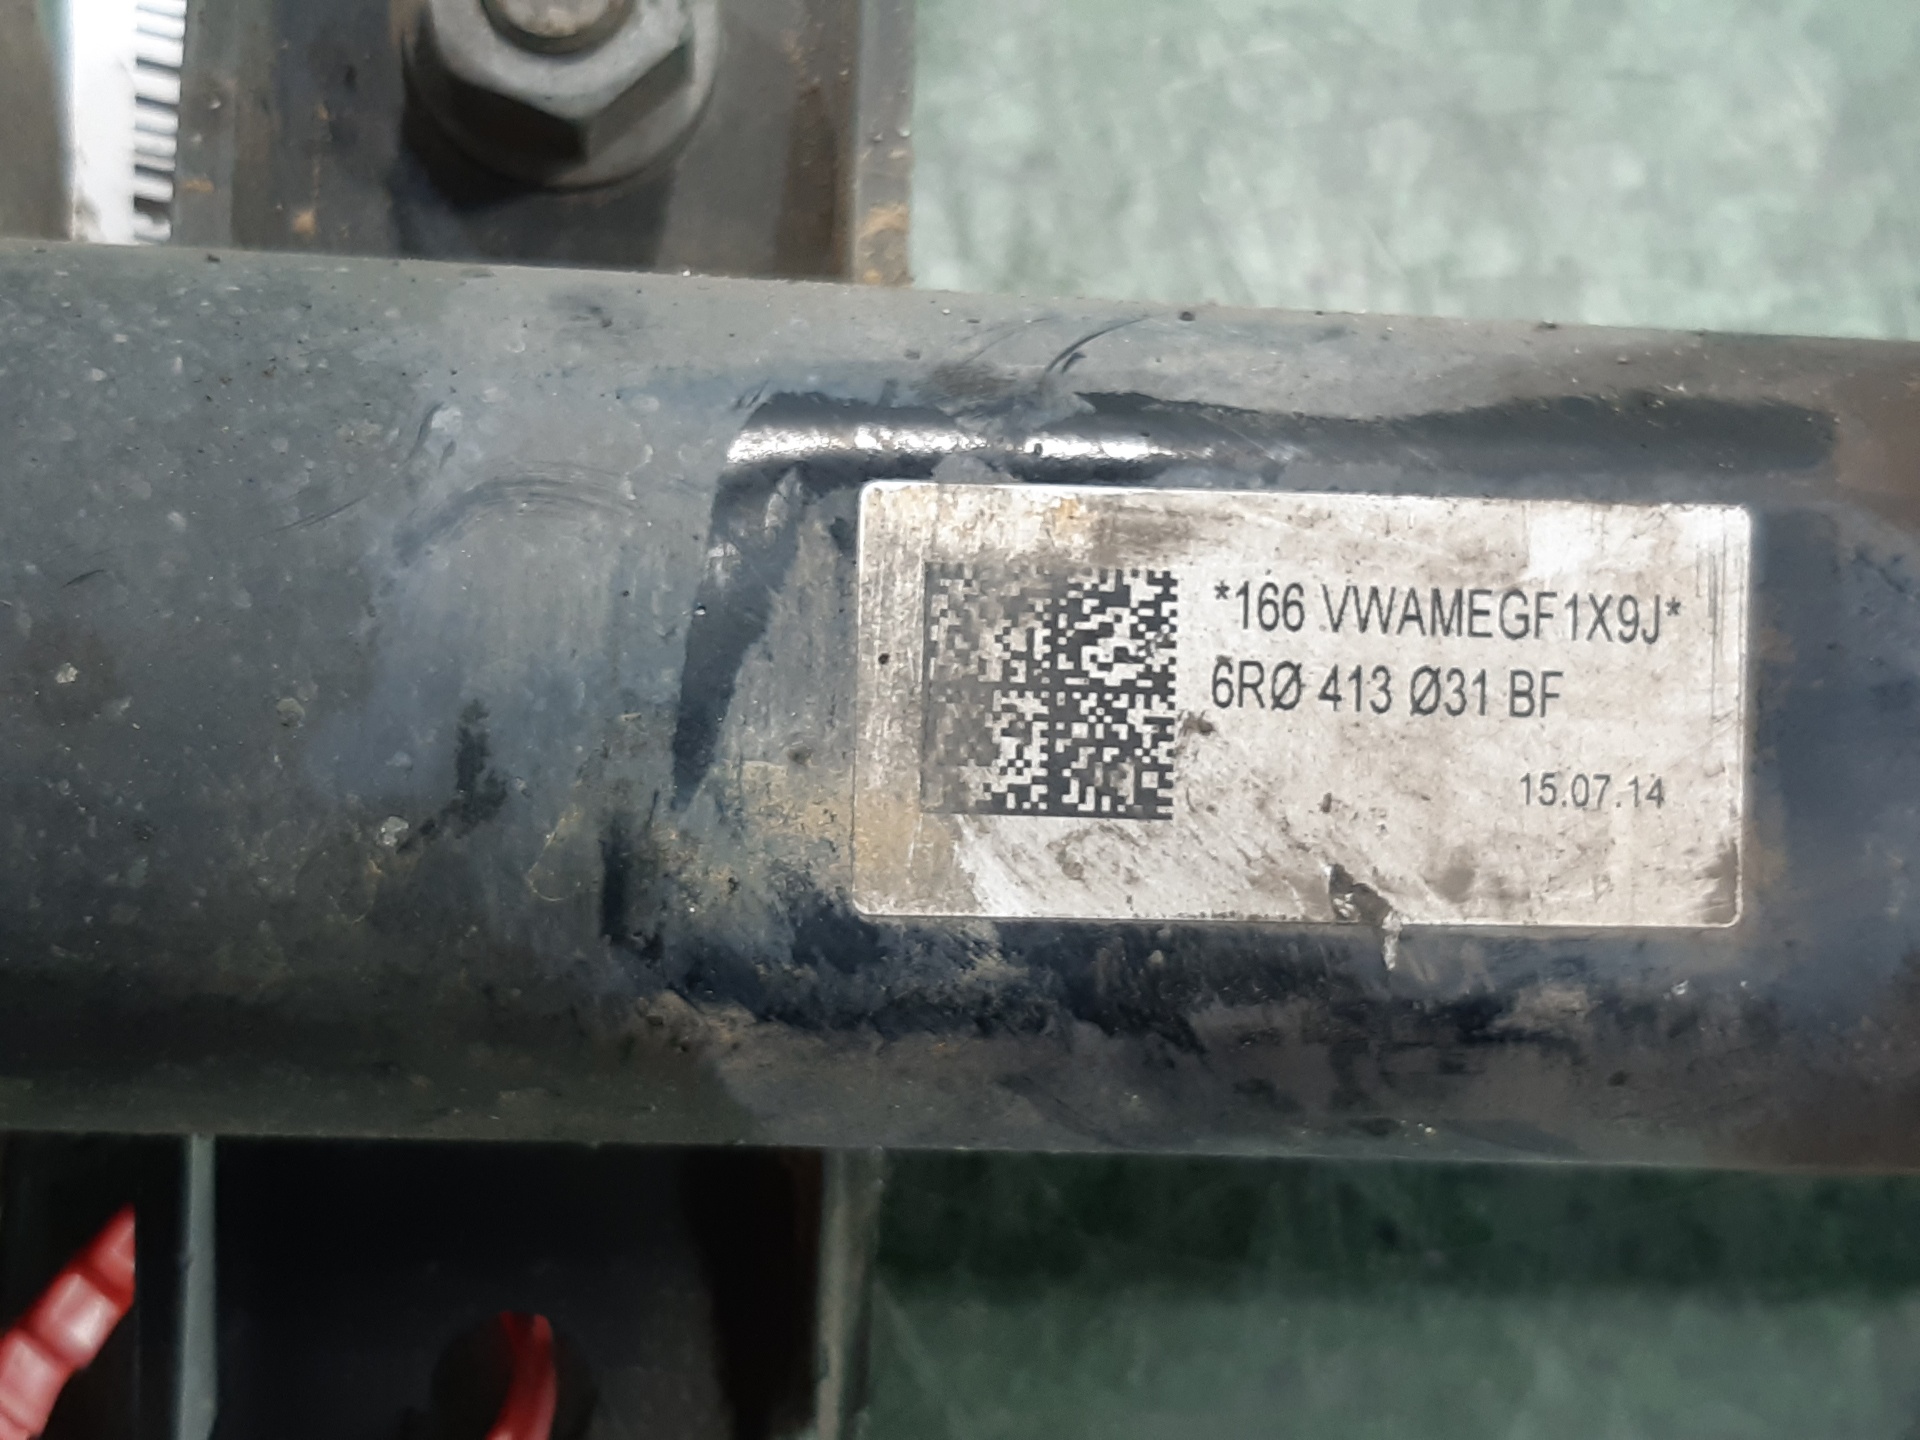 *166 VWAMEGF1X9J*
6RØ 413 Ø31 BF
15.07.14